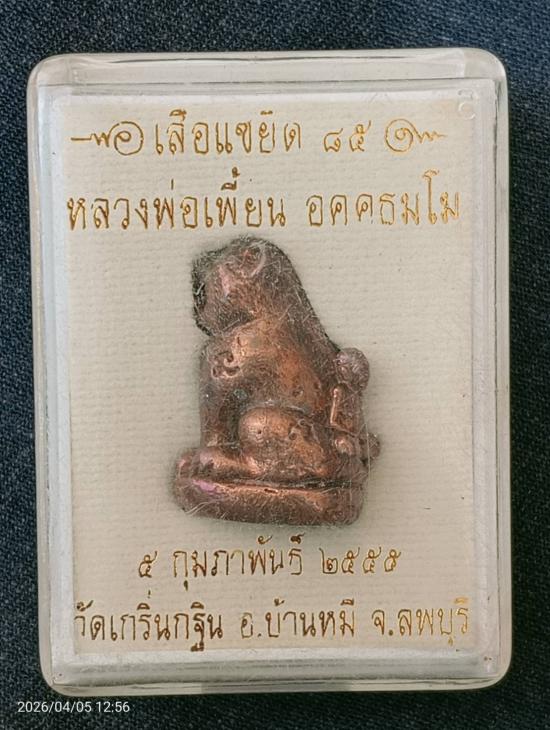 เสือแซยิด ๘๕
หลวงพ่อเพี้ยน อคคธมโม
๕ กุมภาพันธ์ ๒๕๕๕
วัดเกริ่นกฐิน อ.บ้านหมี่ จ.ลพบุรี
2026/04/05 12:56